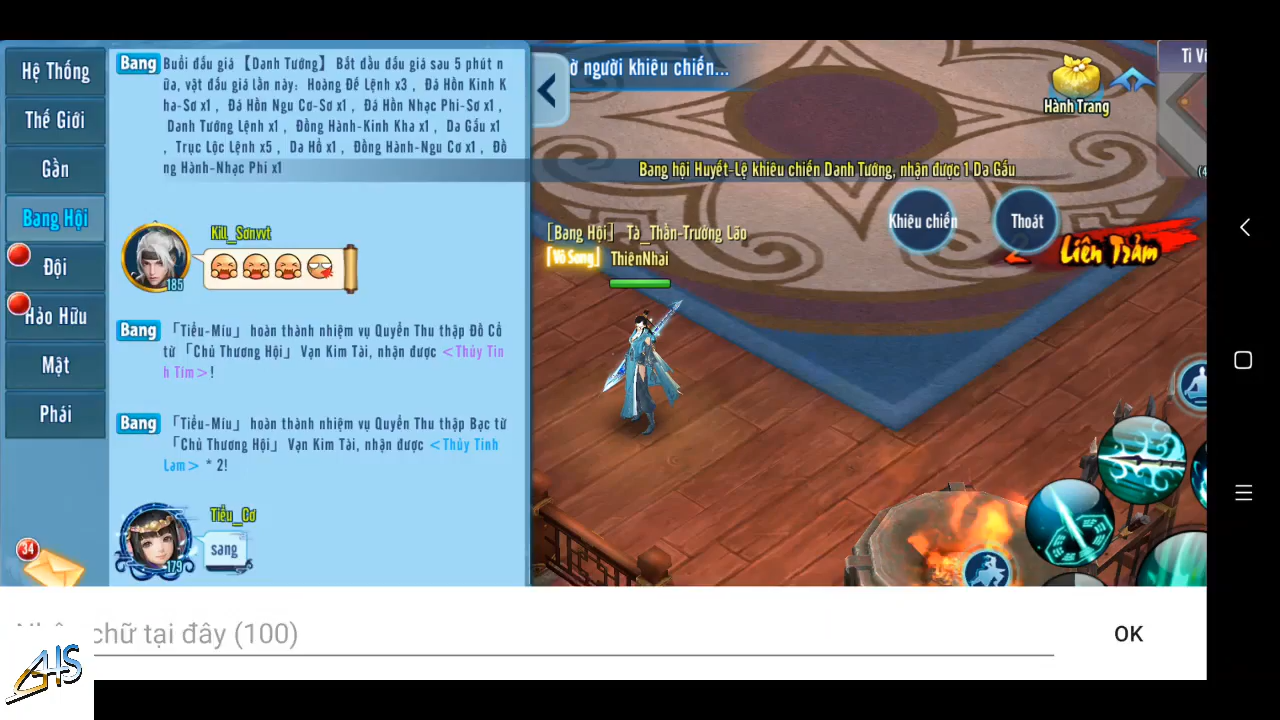 Hệ Thống
Thế Giới
Gần
Bang Hội
Đội
Hảo Hữu
Mật
Phái
34
Bang Buổi đấu giá【Danh Tướng】Bắt đầu đấu giá sau 5 phút n
ữa, vật đấu giá lần này: Hoàng Đế Lệnh x3 , Đá Hồn Kinh K
ha-Sơ x1 , Đá Hồn Ngu Cơ-Sơ x1 , Đá Hồn Nhạc Phi-Sơ x1 ,
Danh Tướng Lệnh x1 , Đồng Hành-Kinh Kha x1 , Da Gấu x1
, Trục Lộc Lệnh x5 , Da Hổ x1 , Đồng Hành-Ngu Cơ x1 , Đồ
ng Hành-Nhạc Phi x1
Kill_Sơnvvt
185
Bang 「Tiểu-Míu」 hoàn thành nhiệm vụ Quyển Thu thập Đồ Cổ
từ 「Chủ Thương Hội」 Vạn Kim Tài, nhận được <Thủy Tin
h Tím>!
Bang 「Tiểu-Míu」 hoàn thành nhiệm vụ Quyển Thu thập Bạc từ
「Chủ Thương Hội」 Vạn Kim Tài, nhận được <Thủy Tinh
Lam> * 2!
Tiểu_Cơ
sang
179
ờ người khiêu chiến...
Hành Trang
Bang hội Huyết-Lệ khiêu chiến Danh Tướng, nhận được 1 Da Gấu
Khiêu chiến
Thoát
[Bang Hội] Tà_Thần-Trưởng Lão
[Vô Song] ThiênNhai
2 Liên Trảm
chữ tại đây (100)
OK